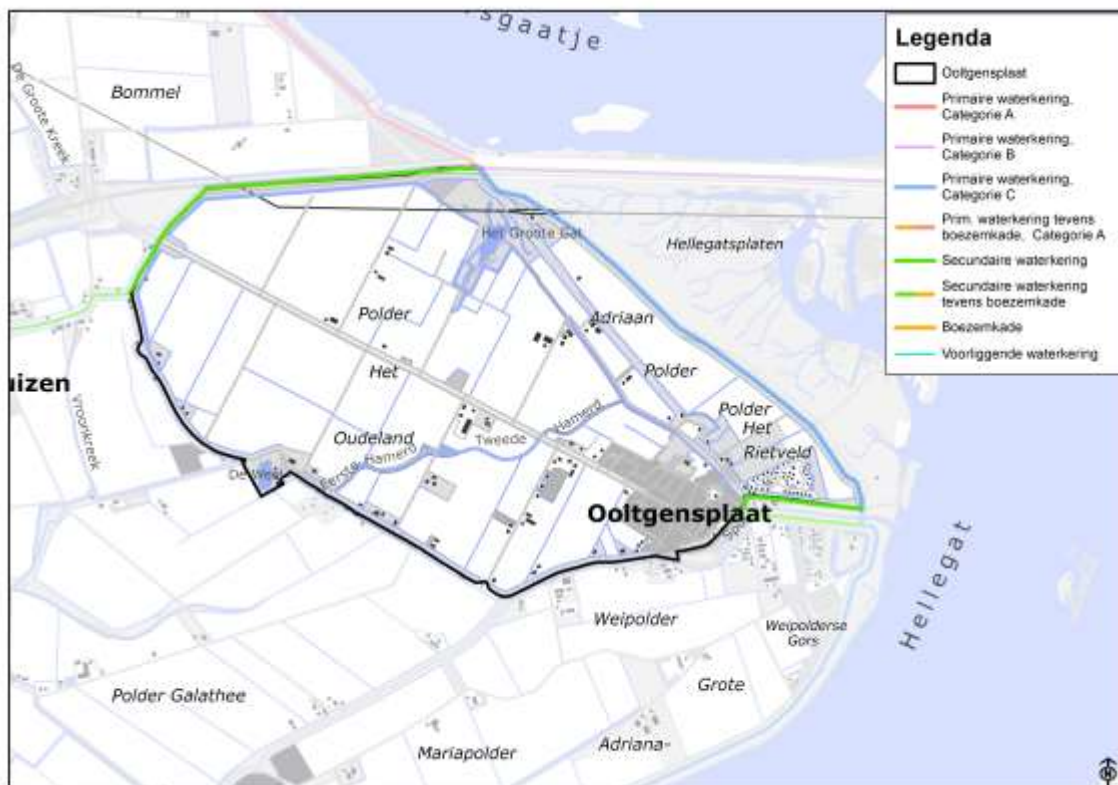 sgaatje
Bommel
De Groote Kreek
Het Groote Gat
Hellegatsplaten
Polder
Adriaan
Het
Polder
uizen
Vroonkreek
Oudeland
Tweede
Hamerd
Eerste Hamerd
Polder
Het
Rietveld
Ooltgensplaat
Hellegat
Weipolder
Weipolderse
Gors
Polder Galathee
Grote
Mariapolder
Adriana-
Legenda
Ooltgensplaat
Primaire waterkering,
Categorie A
Primaire waterkering,
Categorie B
Primaire waterkering,
Categorie C
Prim. waterkering tevens
boezemkade, Categorie A
Secundaire waterkering
Secundaire waterkering
tevens boezemkade
Boezemkade
Voorliggende waterkering